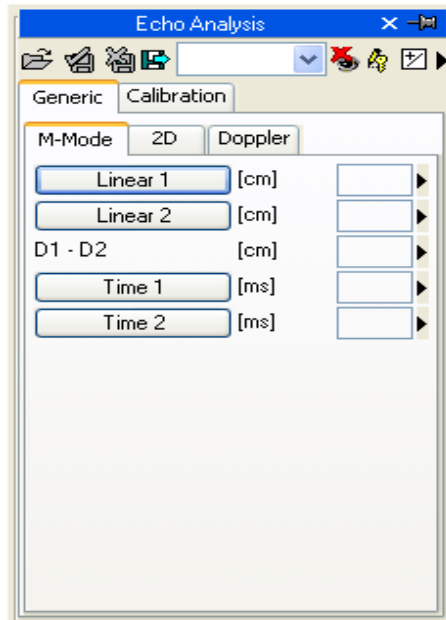 Echo Analysis
Generic Calibration
M-Mode 2D Doppler
Linear 1 [cm]
Linear 2 [cm]
D1 - D2 [cm]
Time 1 [ms]
Time 2 [ms]